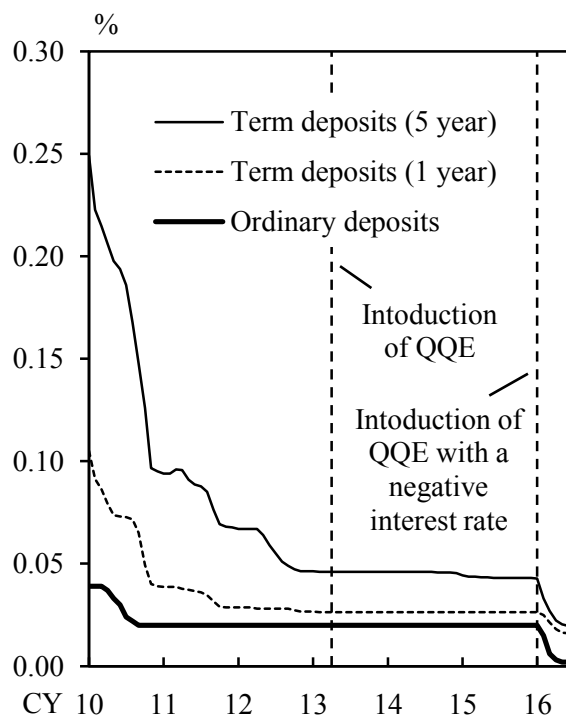 %
0.30
Term deposits (5 year)
Term deposits (1 year)
Ordinary deposits
0.25
0.20
Intoduction
of QQE
0.15
Intoduction of
QQE with a
negative
interest rate
0.10
0.05
0.00
CY 10 11 12 13 14 15 16